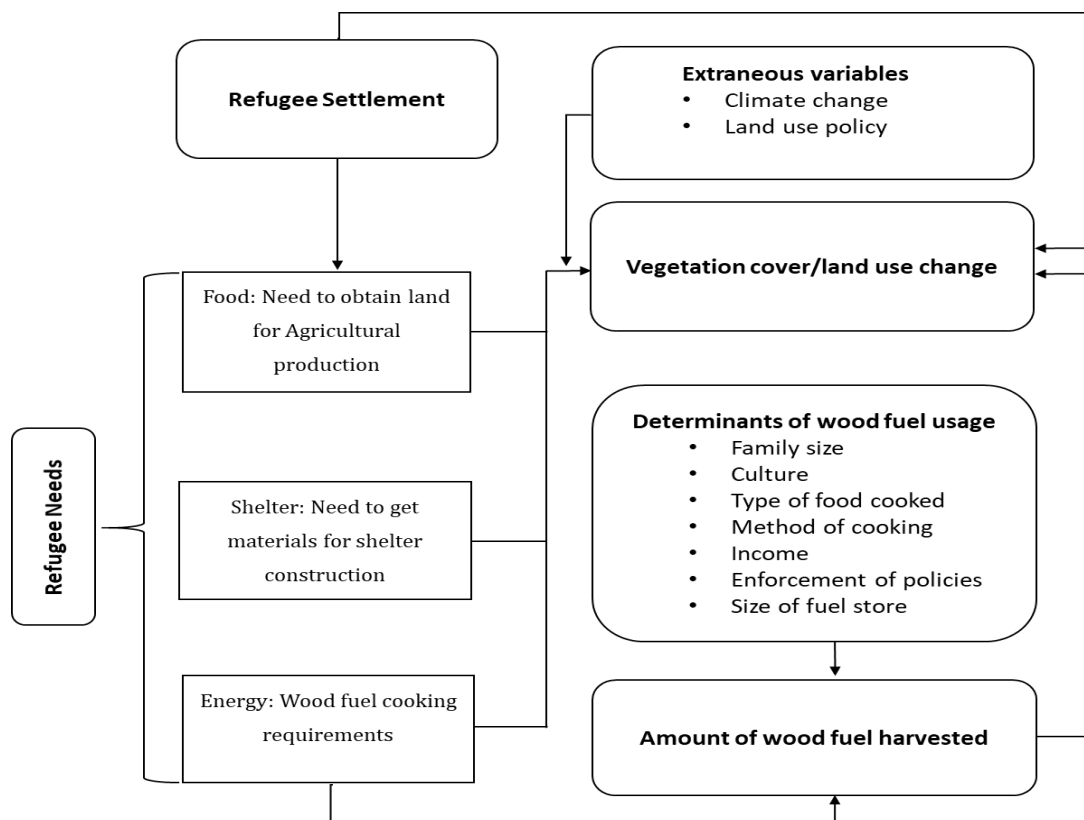 Refugee Settlement
Extraneous variables
• Climate change
• Land use policy
Vegetation cover/land use change
Food: Need to obtain land
for Agricultural
production
Refugee Needs
Shelter: Need to get
materials for shelter
construction
Energy: Wood fuel cooking
requirements
Determinants of wood fuel usage
• Family size
• Culture
• Type of food cooked
• Method of cooking
• Income
• Enforcement of policies
• Size of fuel store
Amount of wood fuel harvested